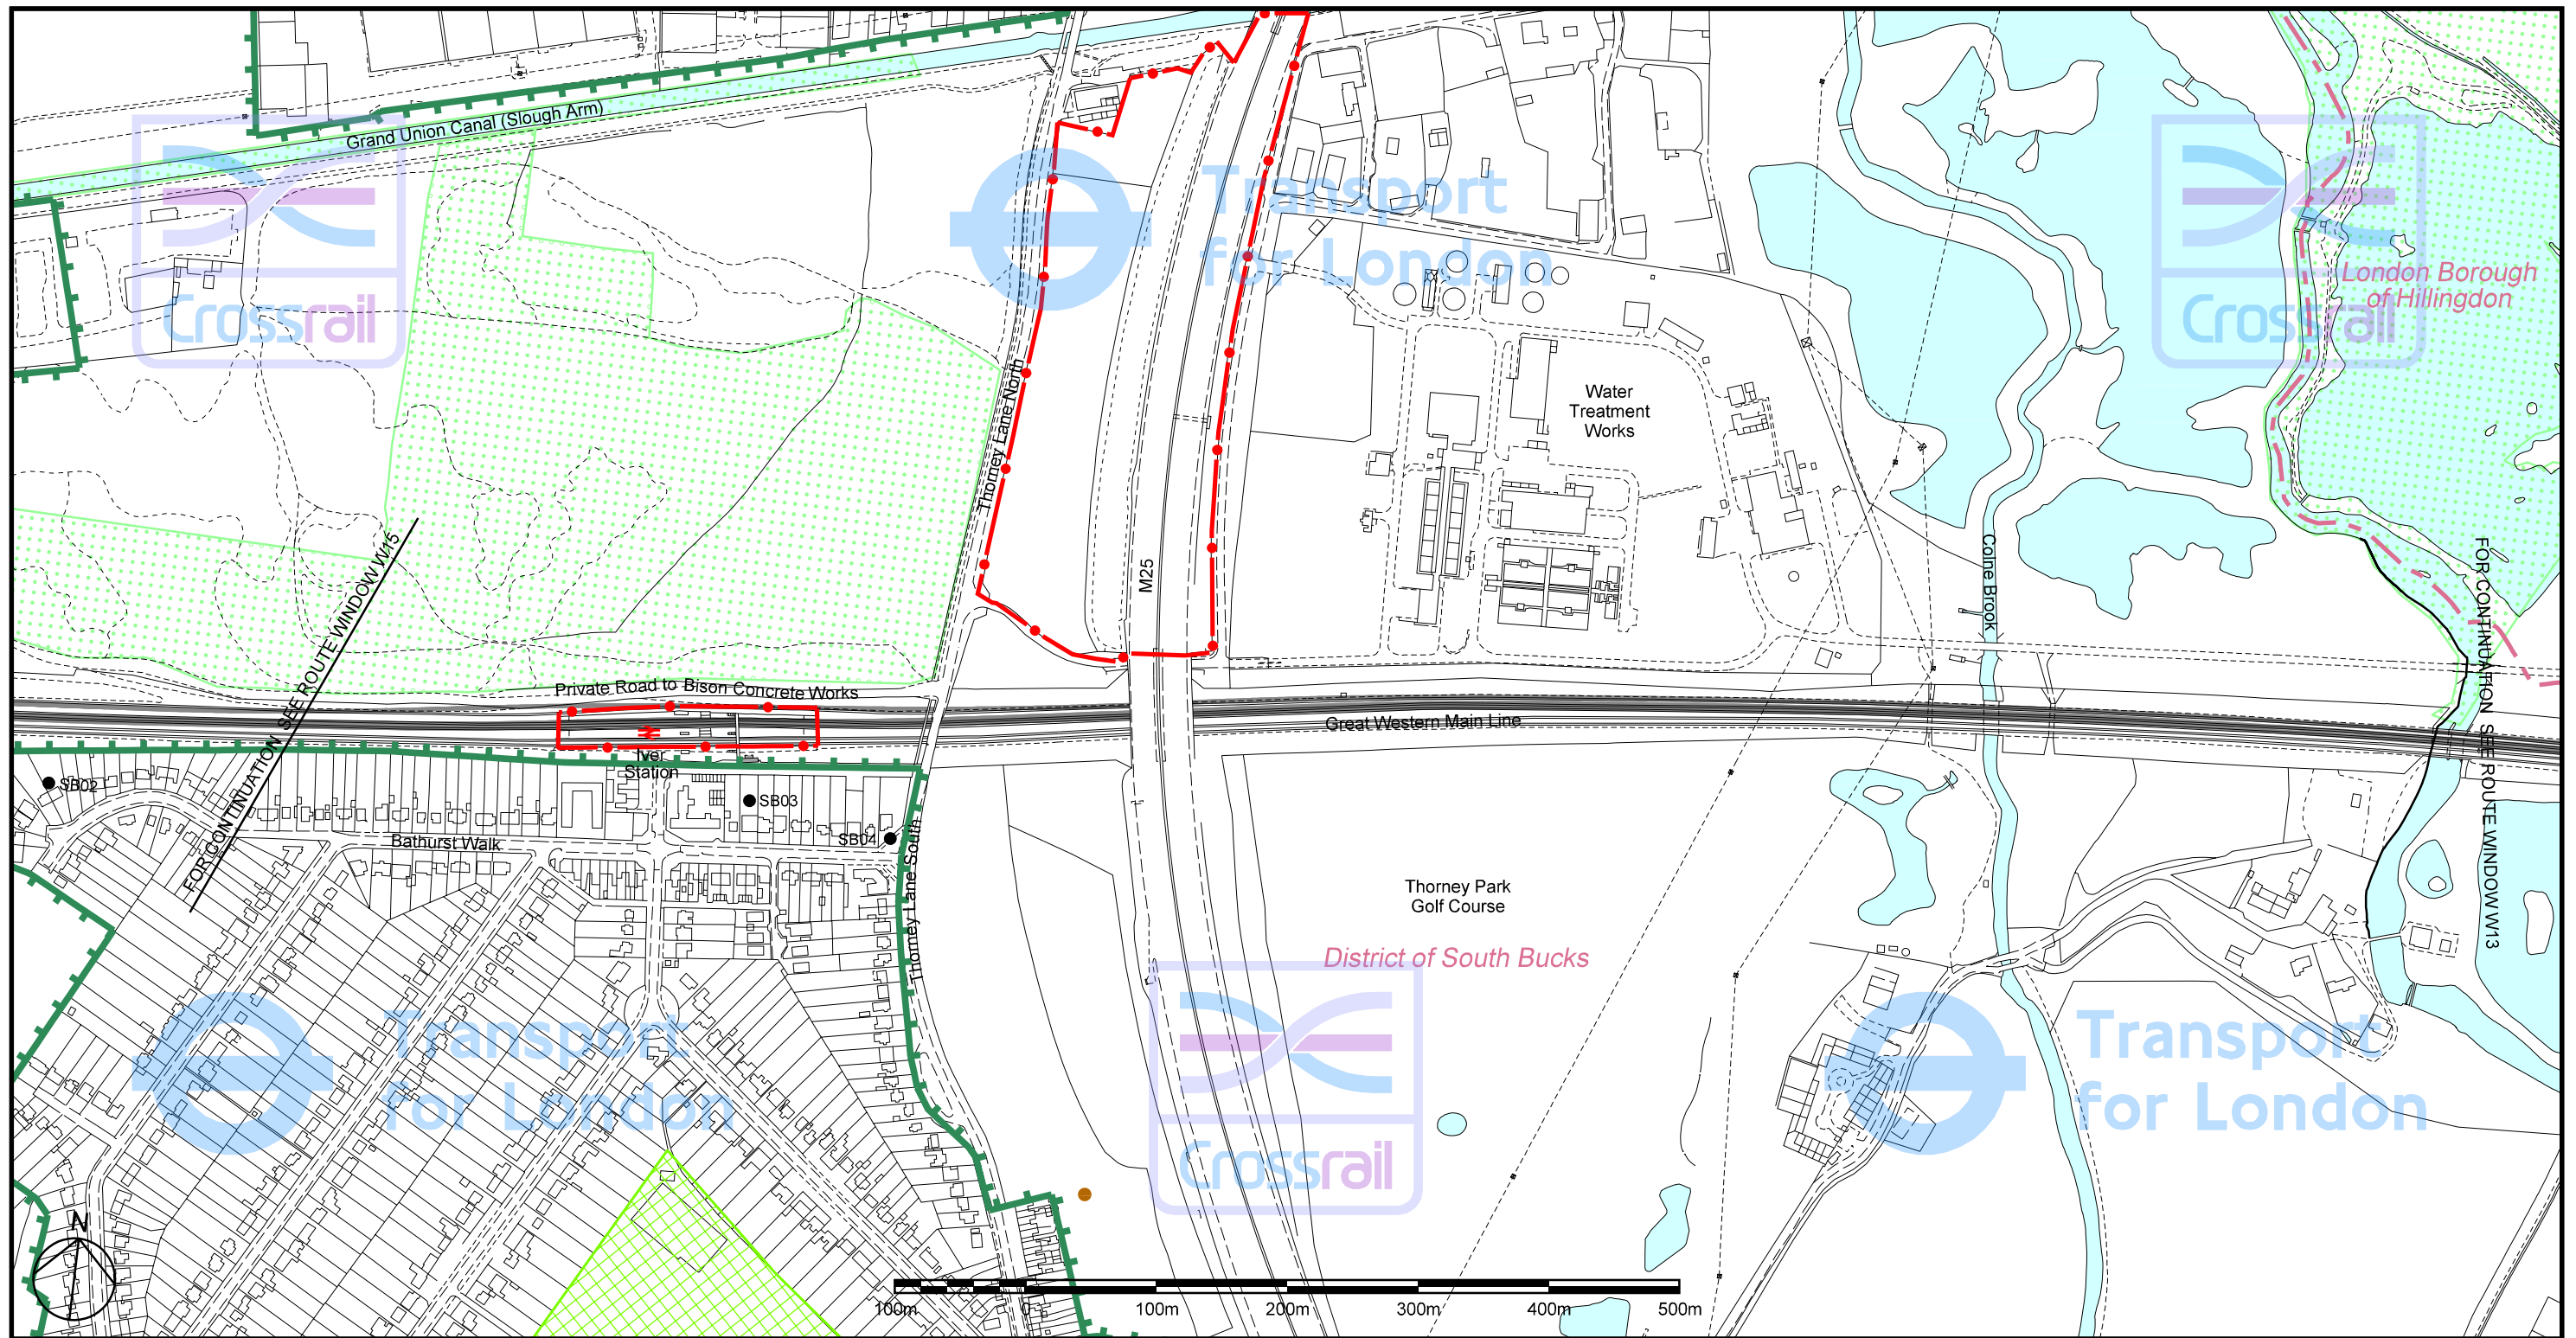 Grand Union Canal (Slough Arm)
Crossrail
Transport
for London
London Borough
of Hillingdon
Crossrail
Thorney Lane North
Water
Treatment
Works
FOR CONTINUATION SEE ROUTE WINDOW W15
M25
Colne Brook
FOR CONTINUATION SEE ROUTE WINDOW W13
Private Road to Bison Concrete Works
Great Western Main Line
Iver
Station
SB02
SB03
SB04
Bathurst Walk
Thorney Lane South
Thorney Park
Golf Course
District of South Bucks
Transport
for London
Crossrail
Transport
for London
N
100m 0 100m 200m 300m 400m 500m